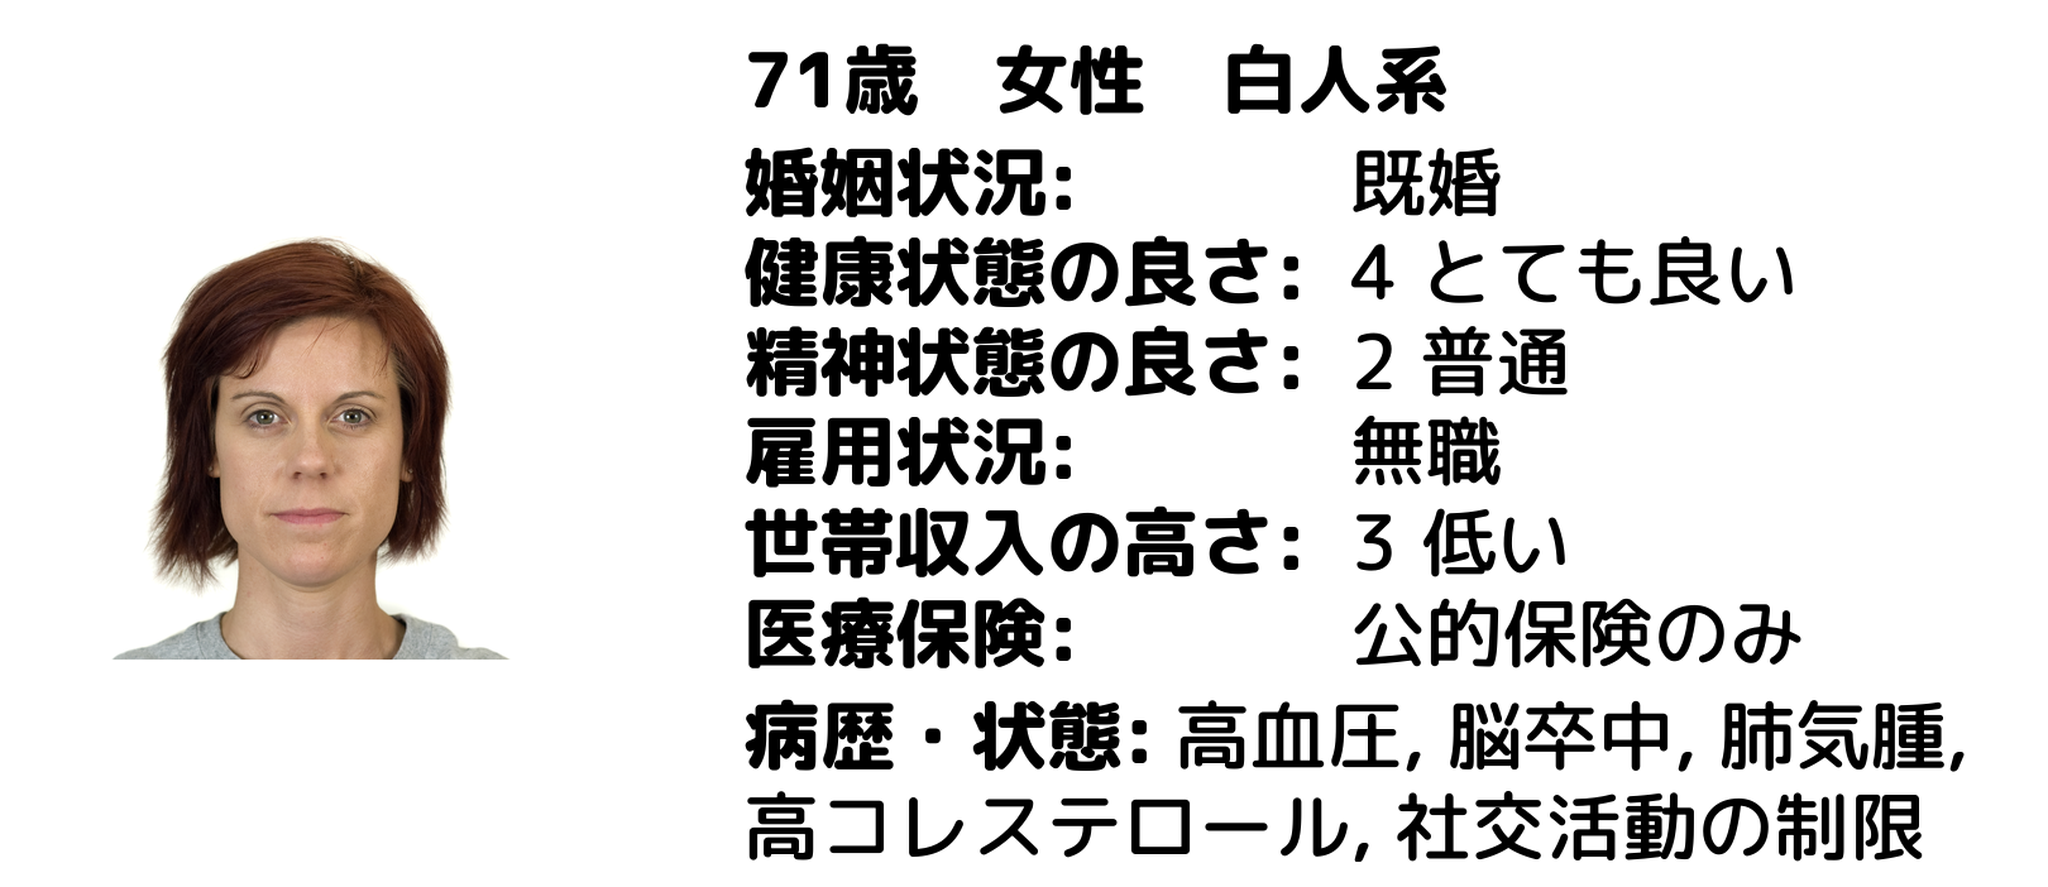 71歳　女性　白人系
婚姻状況: 既婚
健康状態の良さ: 4 とても良い
精神状態の良さ: 2 普通
雇用状況: 無職
世帯収入の高さ: 3 低い
医療保険: 公的保険のみ
病歴・状態: 高血圧, 脳卒中, 肺気腫,
高コレステロール, 社交活動の制限